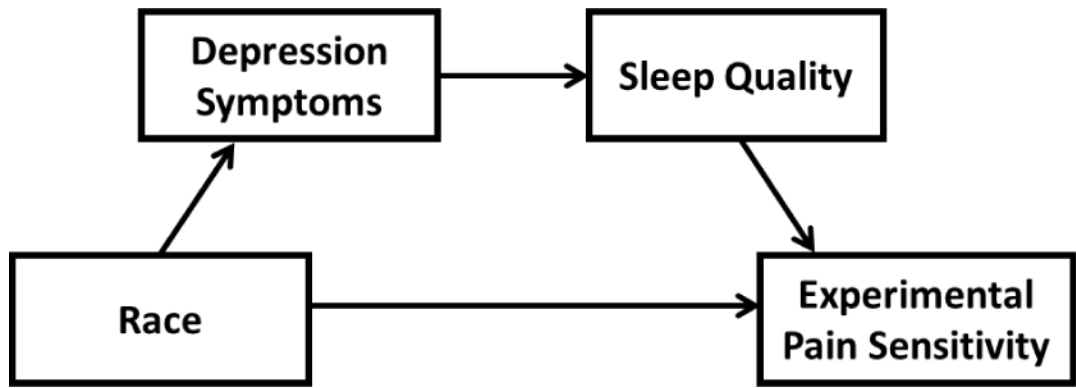 Depression
Symptoms
Sleep Quality
Race
Experimental
Pain Sensitivity